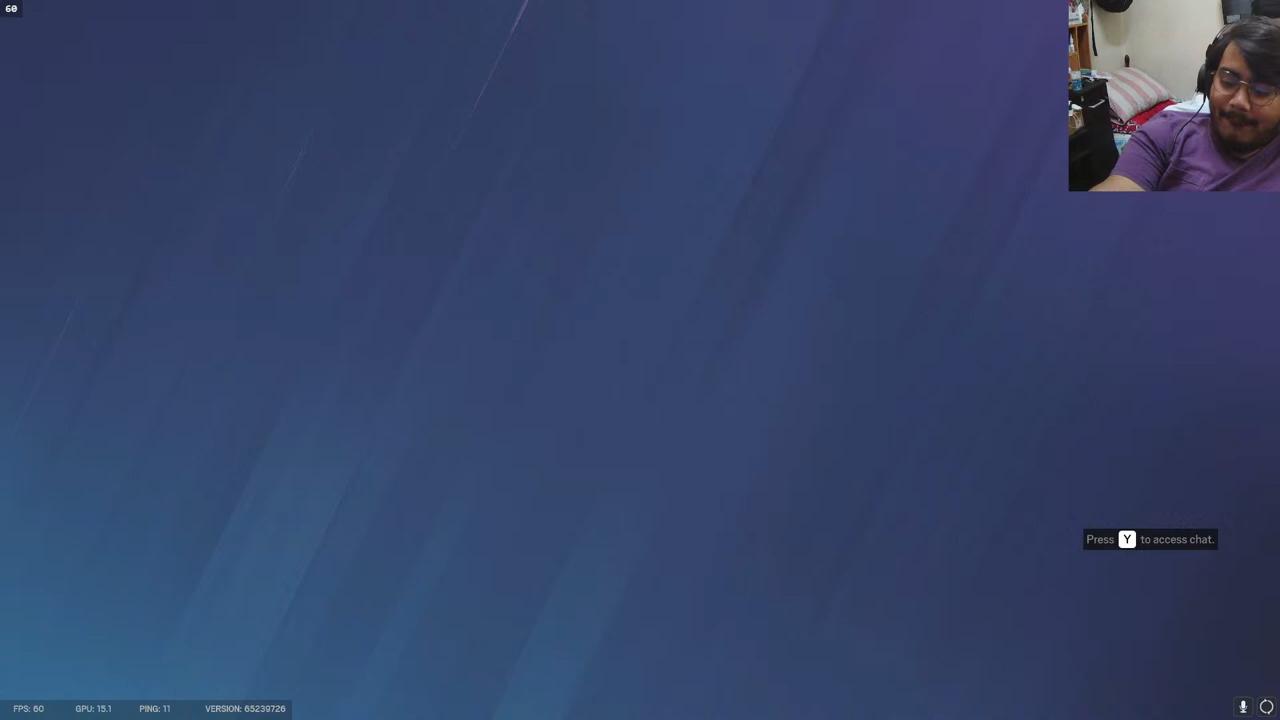 60
Press Y to access chat.
FPS: 60 GPU: 15.1 PING: 11 VERSION: 65239726